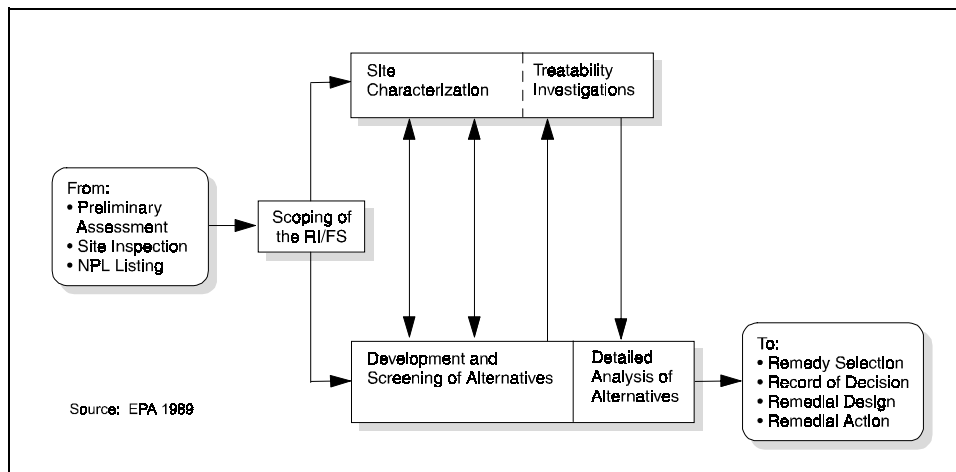 From:
• Preliminary
Assessment
• Site Inspection
• NPL Listing
Scoping of
the RI/FS
Site
Characterization
Treatability
Investigations
Development and
Screening of Alternatives
Detailed
Analysis of
Alternatives
To:
• Remedy Selection
• Record of Decision
• Remedial Design
• Remedial Action
Source: EPA 1989